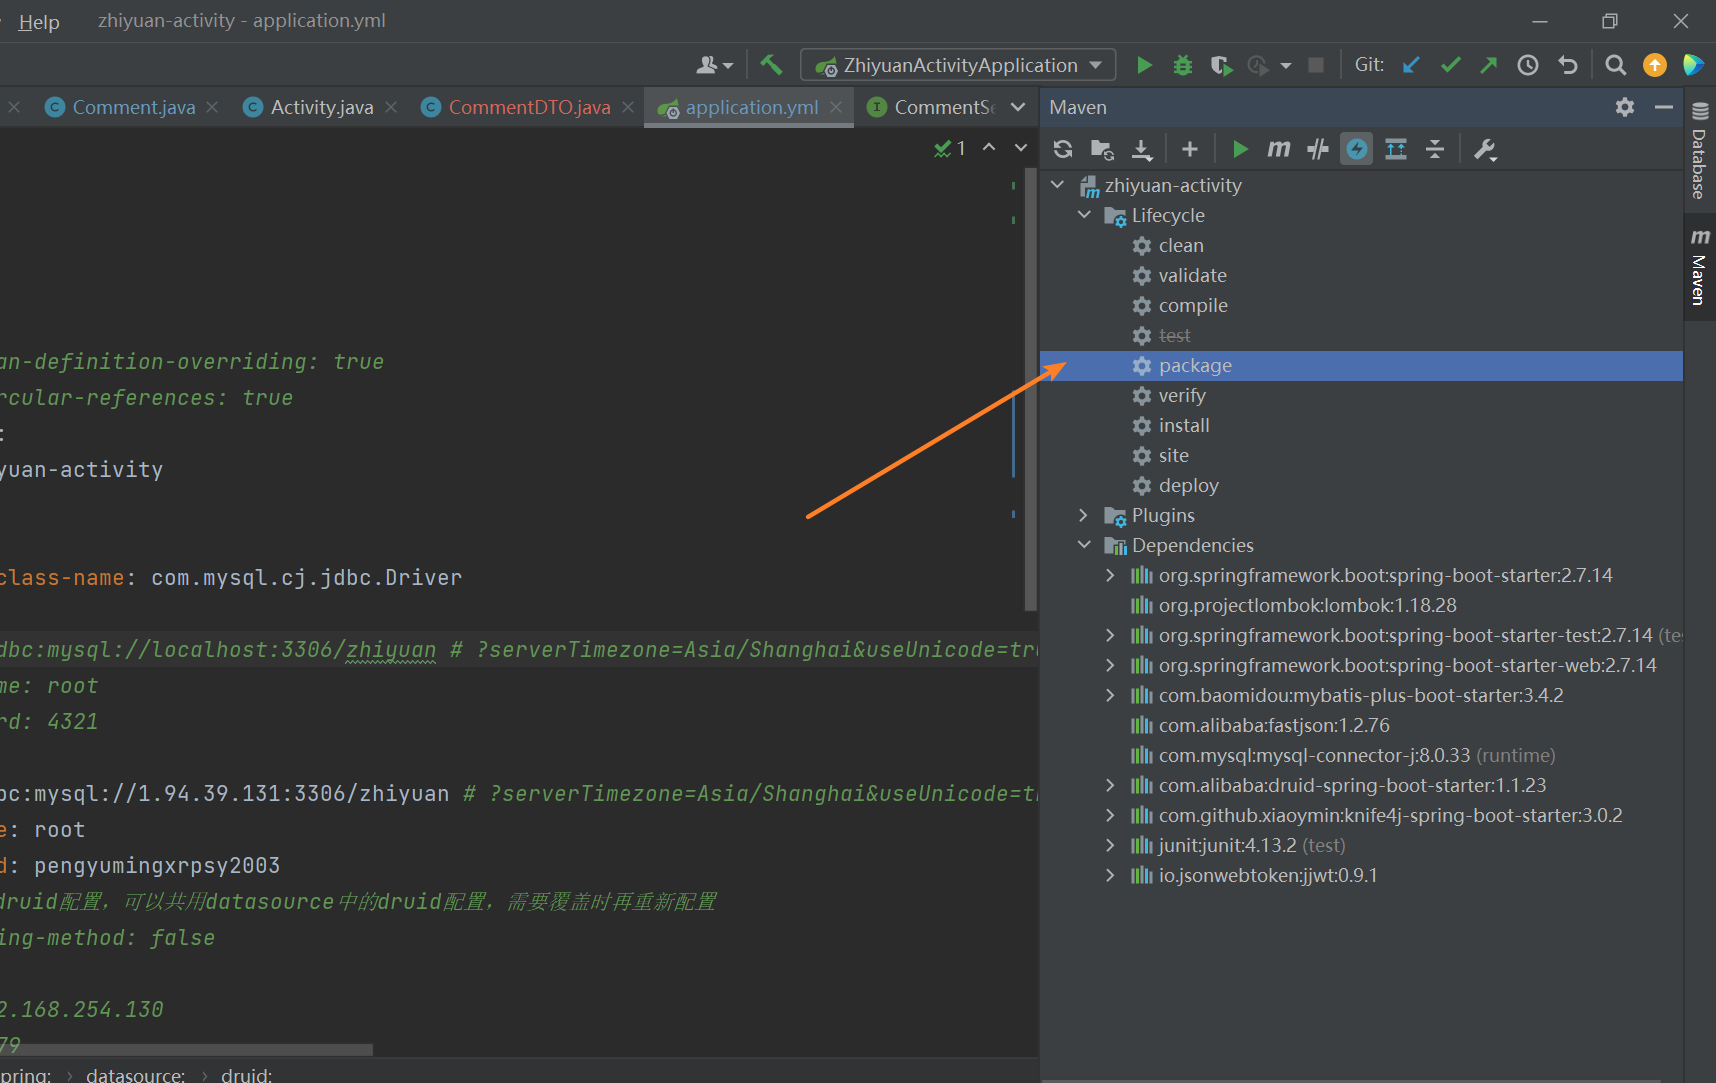 Help zhiyuan-activity - application.yml
ZhiyuanActivityApplication Git:
Comment.java Activity.java CommentDTO.java application.yml CommentSe
1
an-definition-overriding: true
rcular-references: true
:
yuan-activity
class-name: com.mysql.cj.jdbc.Driver
dbc:mysql://localhost:3306/zhiyuan # ?serverTimezone=Asia/Shanghai&useUnicode=tru
me: root
rd: 4321
bc:mysql://1.94.39.131:3306/zhiyuan # ?serverTimezone=Asia/Shanghai&useUnicode=t
e: root
d: pengyumingxrpsy2003
druid配置，可以共用datasource中的druid配置，需要覆盖时再重新配置
ing-method: false
2.168.254.130
79
pring: › datasource: › druid:
Maven
zhiyuan-activity
Lifecycle
clean
validate
compile
test
package
verify
install
site
deploy
Plugins
Dependencies
org.springframework.boot:spring-boot-starter:2.7.14
org.projectlombok:lombok:1.18.28
org.springframework.boot:spring-boot-starter-test:2.7.14 (tes
org.springframework.boot:spring-boot-starter-web:2.7.14
com.baomidou:mybatis-plus-boot-starter:3.4.2
com.alibaba:fastjson:1.2.76
com.mysql:mysql-connector-j:8.0.33 (runtime)
com.alibaba:druid-spring-boot-starter:1.1.23
com.github.xiaoymin:knife4j-spring-boot-starter:3.0.2
junit:junit:4.13.2 (test)
io.jsonwebtoken:jjwt:0.9.1
Database
Maven